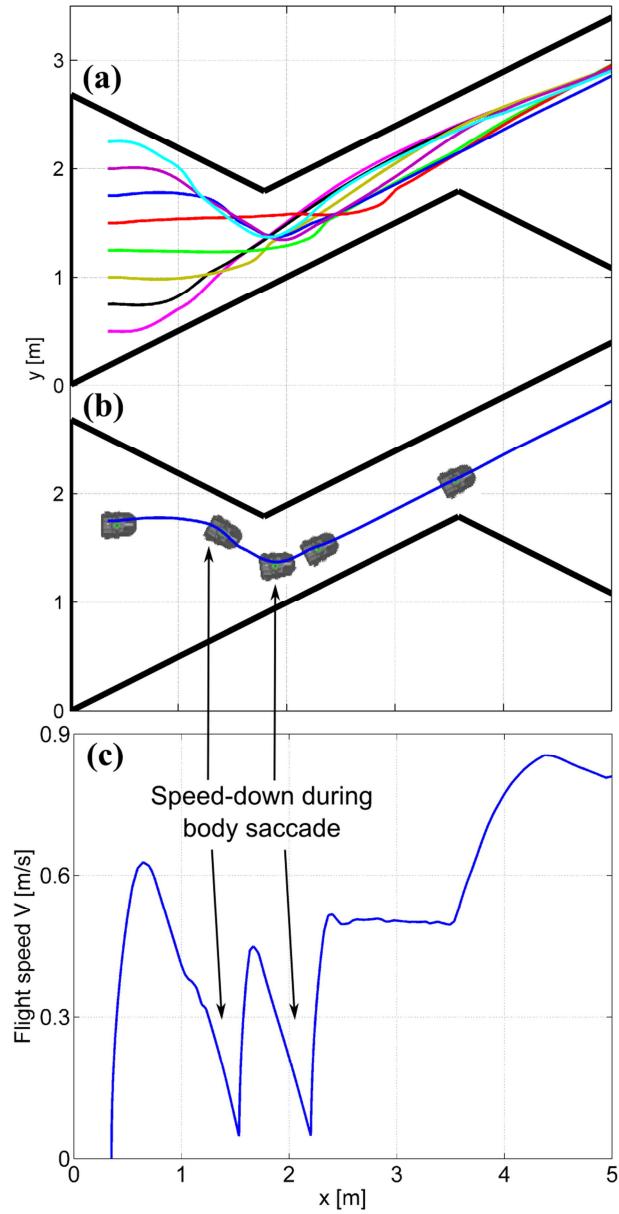 (a)
3
2
1
0
y [m]
(b)
2
1
0
0.9
(c)
Speed-down during
body saccade
0.6
0.3
0
Flight speed V [m/s]
0 1 2 3 4 5
x [m]